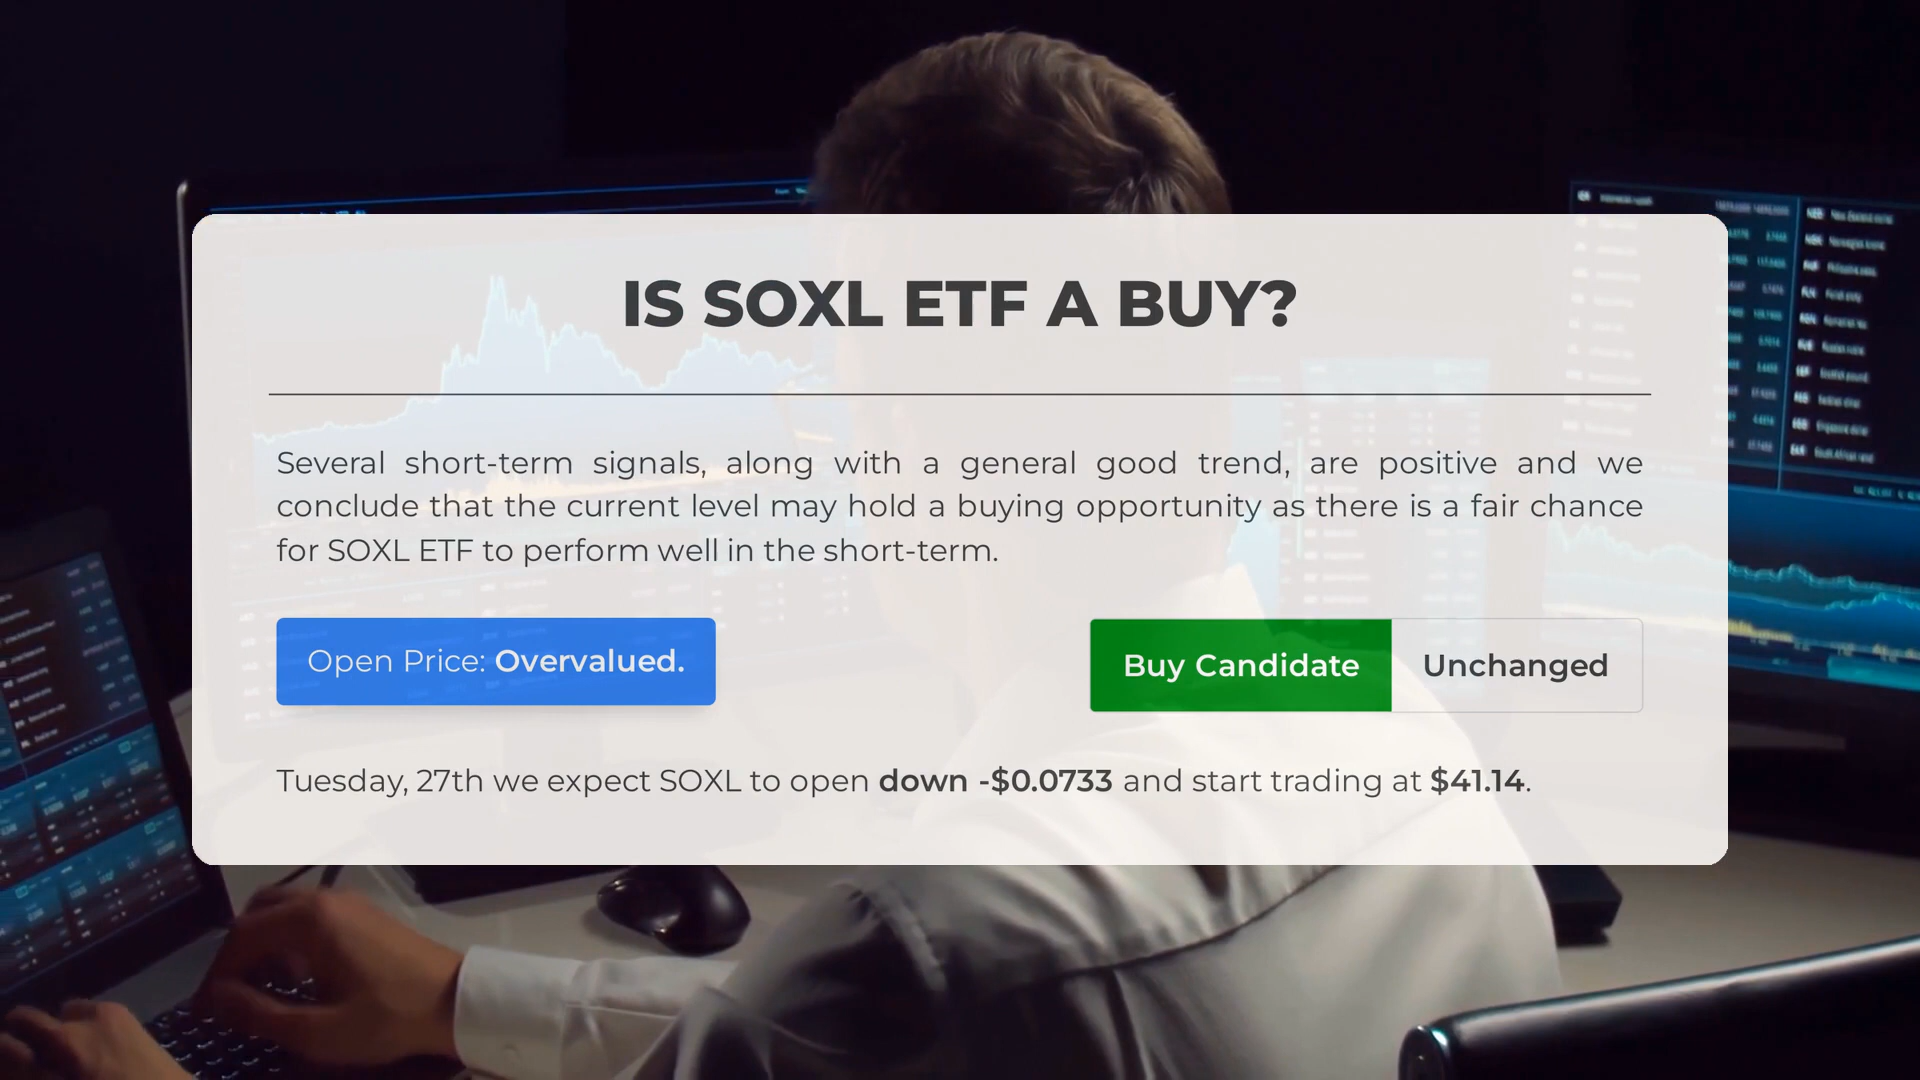 IS SOXL ETF A BUY?
Several short-term signals, along with a general good trend, are positive and we
conclude that the current level may hold a buying opportunity as there is a fair chance
for SOXL ETF to perform well in the short-term.
Open Price: Overvalued.
Buy Candidate Unchanged
Tuesday, 27th we expect SOXL to open down -$0.0733 and start trading at $41.14.